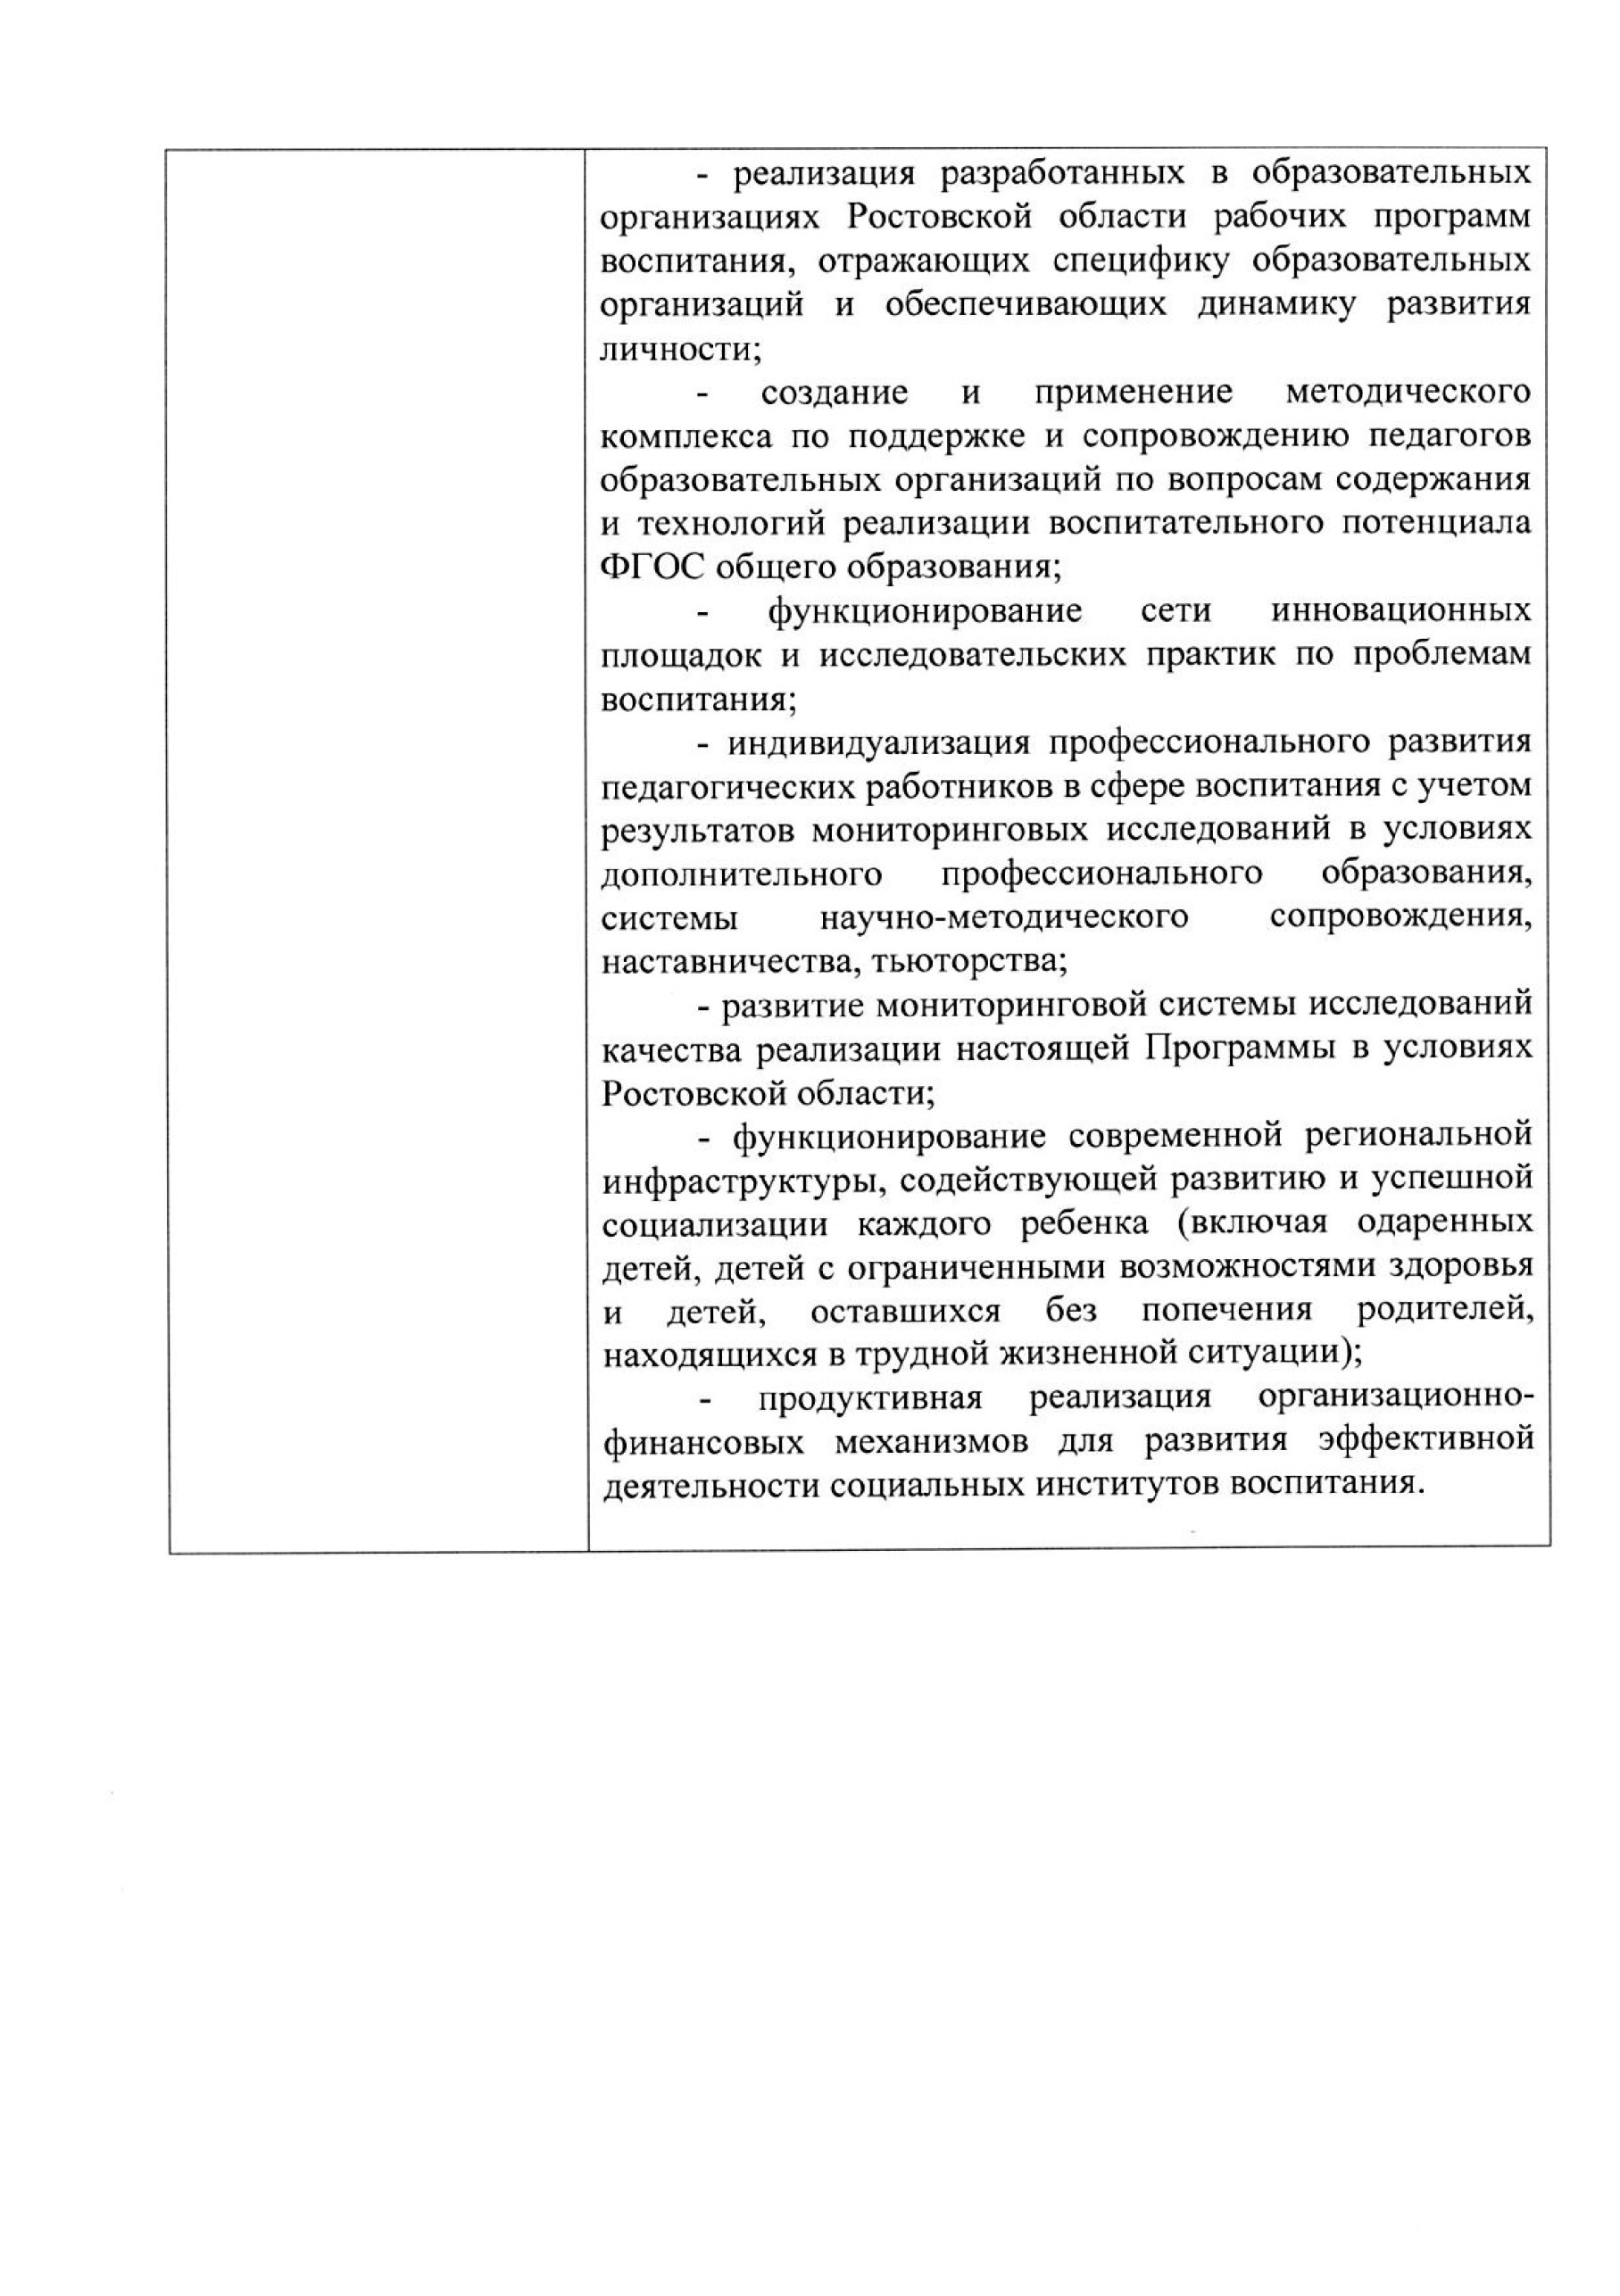 - реализация разработанных в образовательных
организациях Ростовской области рабочих программ
воспитания, отражающих специфику образовательных
организаций и обеспечивающих динамику развития
личности;
- создание и применение методического
комплекса по поддержке и сопровождению педагогов
образовательных организаций по вопросам содержания
и технологий реализации воспитательного потенциала
ФГОС общего образования;
- функционирование сети инновационных
площадок и исследовательских практик по проблемам
воспитания;
- индивидуализация профессионального развития
педагогических работников в сфере воспитания с учетом
результатов мониторинговых исследований в условиях
дополнительного профессионального образования,
системы научно-методического сопровождения,
наставничества, тьюторства;
- развитие мониторинговой системы исследований
качества реализации настоящей Программы в условиях
Ростовской области;
- функционирование современной региональной
инфраструктуры, содействующей развитию и успешной
социализации каждого ребенка (включая одаренных
детей, детей с ограниченными возможностями здоровья
и детей, оставшихся без попечения родителей,
находящихся в трудной жизненной ситуации);
- продуктивная реализация организационно-
финансовых механизмов для развития эффективной
деятельности социальных институтов воспитания.